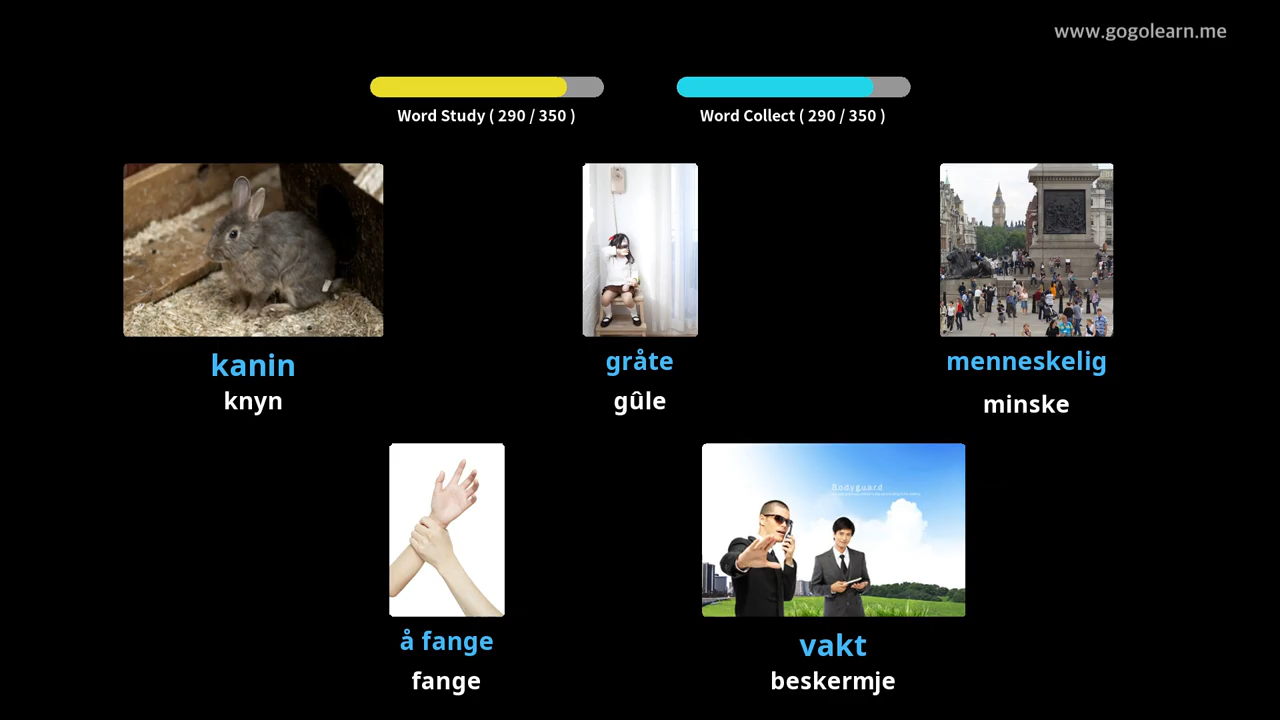 www.gogolearn.me
Word Study ( 290 / 350 )
Word Collect ( 290 / 350 )
kanin
knyn
gråte
gûle
menneskelig
minske
Bodyguard
å fange
fange
vakt
beskermje